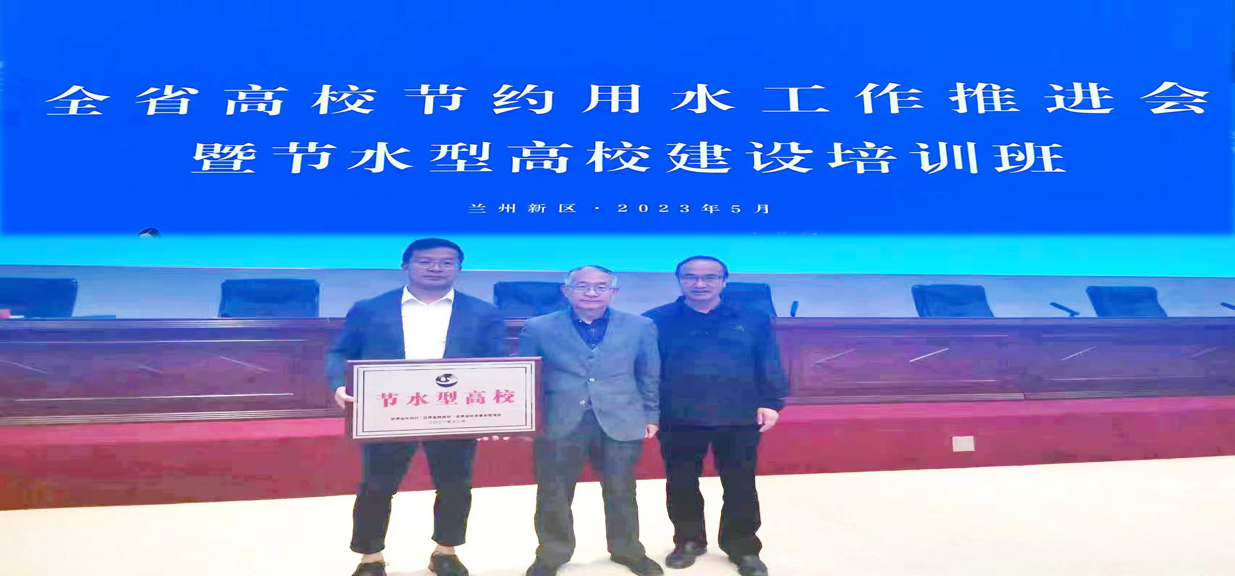 全省高校节约用水工作推进会
暨节水型高校建设培训班
兰州新区·2023年5月
节水型高校